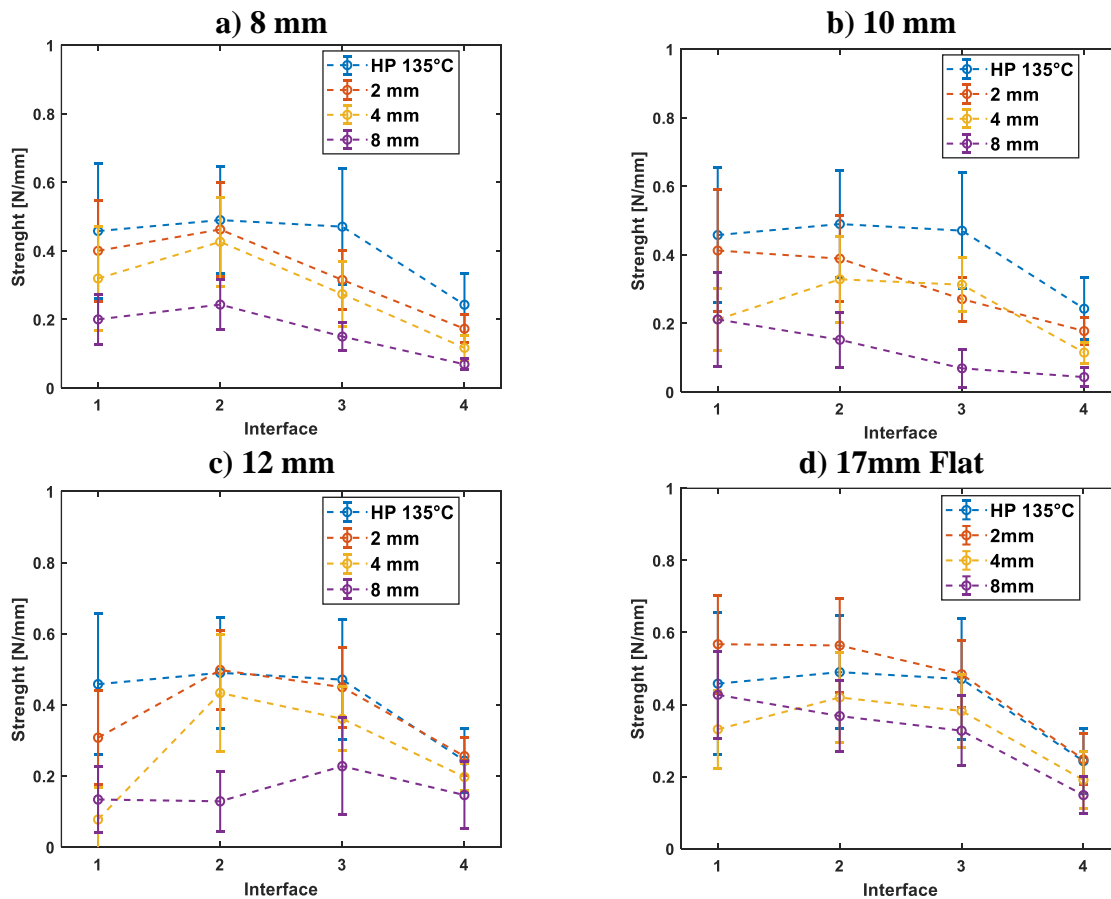 a) 8 mm
1
0.8
0.6
0.4
0.2
0
Strenght [N/mm]
HP 135°C
2 mm
4 mm
8 mm
1 2 3 4
Interface
b) 10 mm
1
0.8
0.6
0.4
0.2
0
Strenght [N/mm]
HP 135°C
2 mm
4 mm
8 mm
1 2 3 4
Interface
c) 12 mm
1
0.8
0.6
0.4
0.2
0
Strenght [N/mm]
HP 135°C
2 mm
4 mm
8 mm
1 2 3 4
Interface
d) 17mm Flat
1
0.8
0.6
0.4
0.2
0
Strenght [N/mm]
HP 135°C
2mm
4mm
8mm
1 2 3 4
Interface